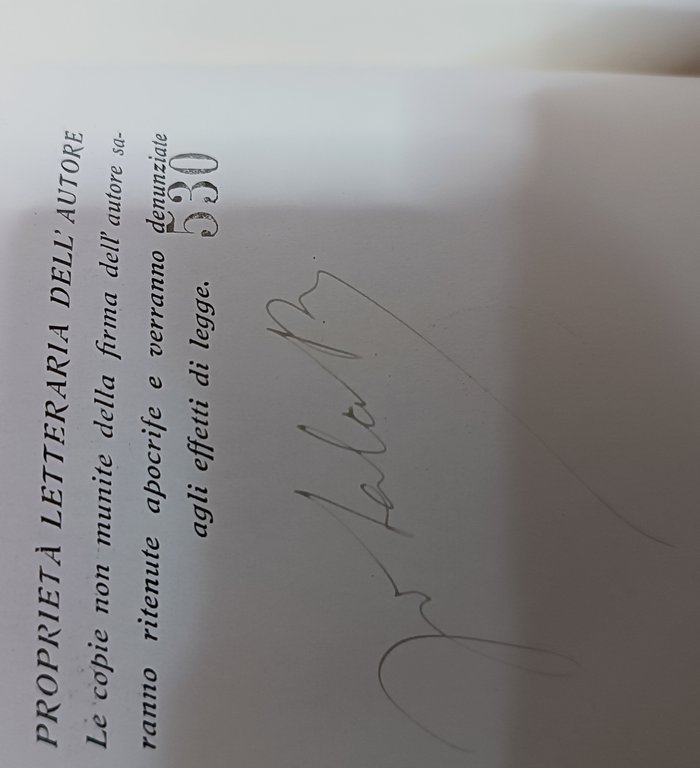 PROPRIETÀ LETTERARIA DELL' AUTORE
Le copie non munite della firma dell' autore sa-
ranno ritenute apocrife e verranno denunziate
agli effetti di legge.
530